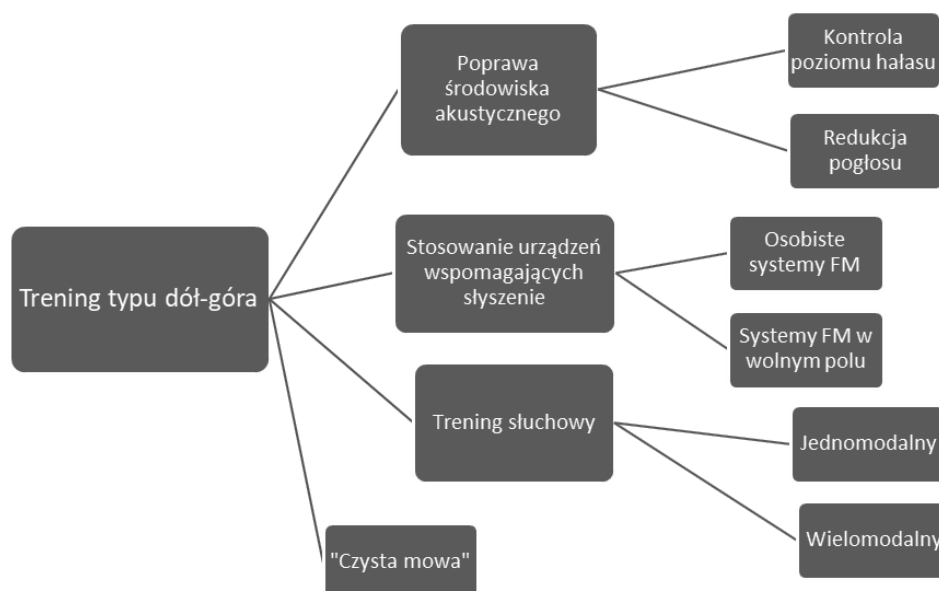 Trening typu dół-góra
Poprawa
środowiska
akustycznego
Kontrola
poziomu hałasu
Redukcja
pogłosu
Stosowanie urządzeń
wspomagających
słyszenie
Osobiste
systemy FM
Systemy FM w
wolnym polu
Trening słuchowy
Jednomodalny
Wielomodalny
"Czysta mowa"